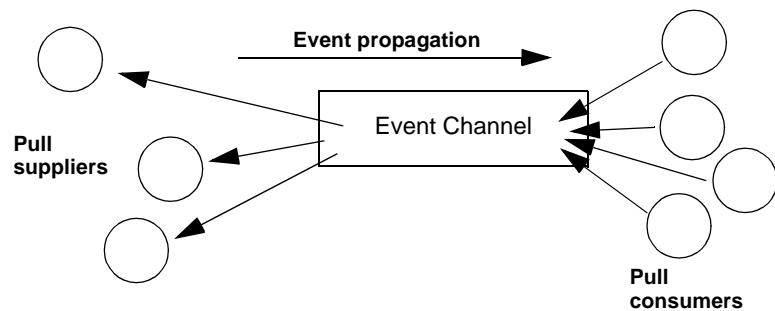 Event propagation
Event Channel
Pull
suppliers
Pull
consumers